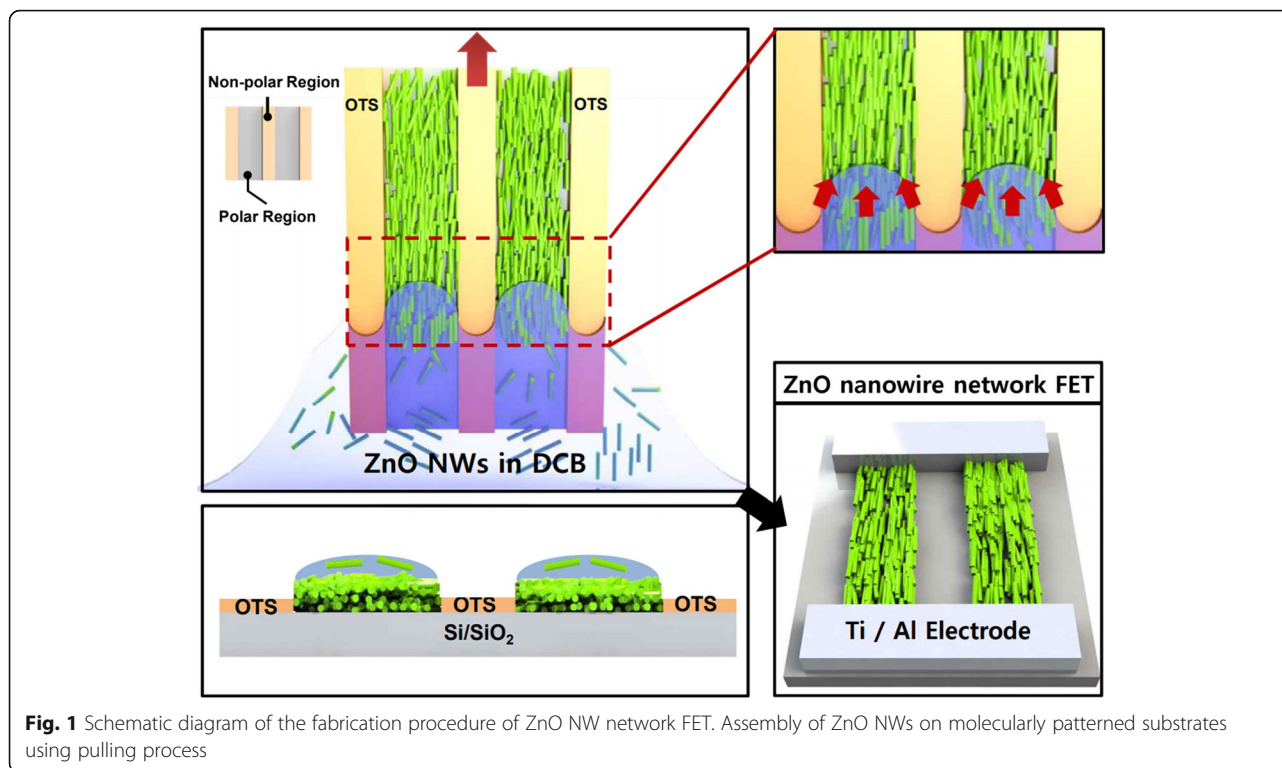 Non-polar Region
OTS
OTS
Polar Region
ZnO NWs in DCB
OTS
OTS
OTS
Si/SiO₂
ZnO nanowire network FET
Ti / Al Electrode
Fig. 1 Schematic diagram of the fabrication procedure of ZnO NW network FET. Assembly of ZnO NWs on molecularly patterned substrates
using pulling process